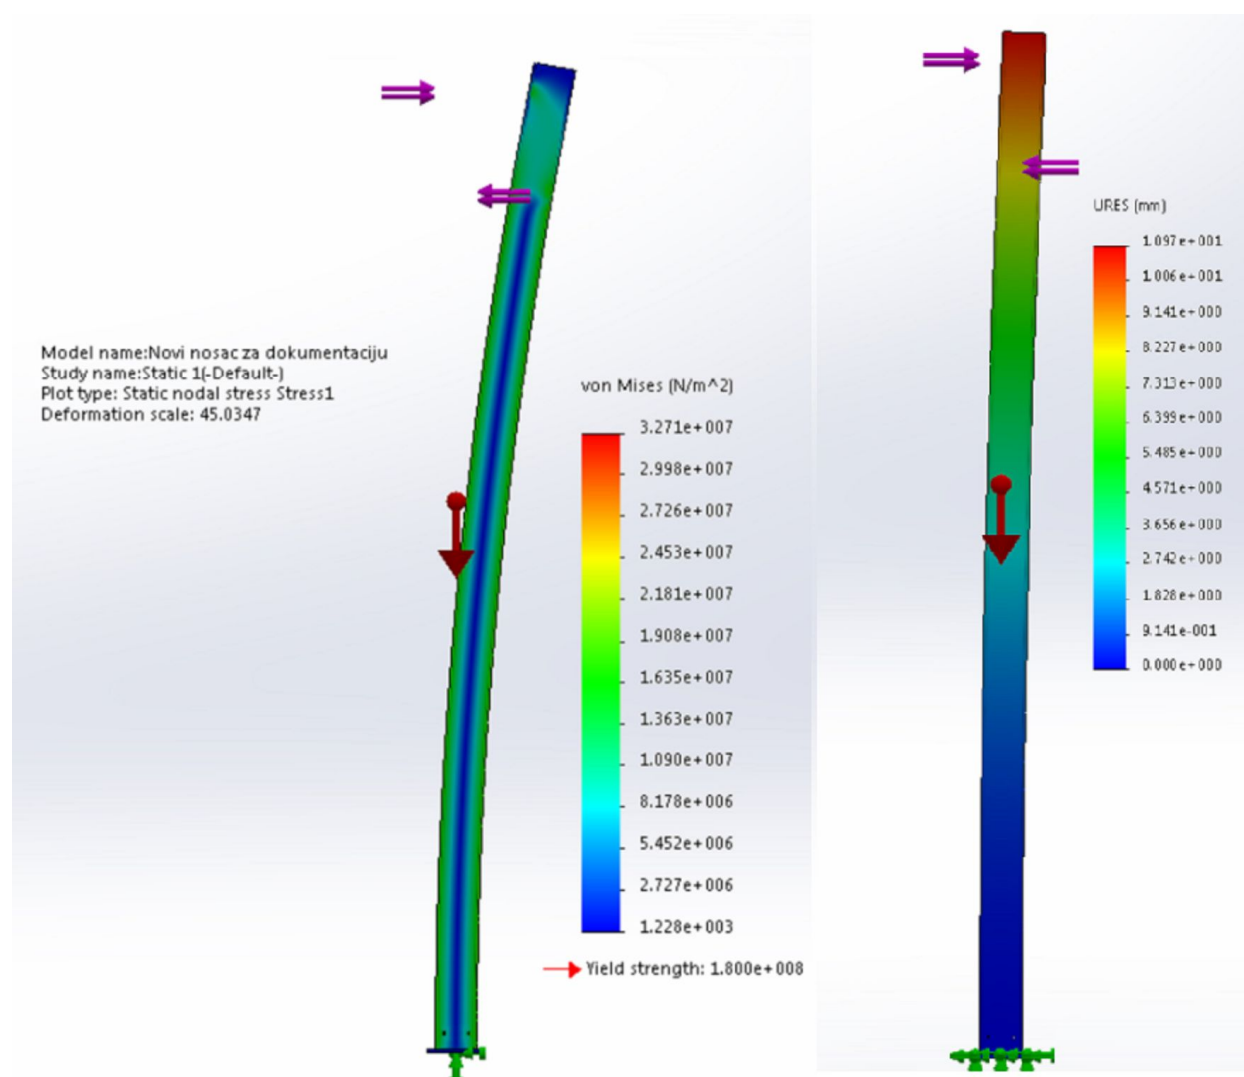 Model name:Novi nosac za dokumentaciju
Study name:Static 1(-Default-)
Plot type: Static nodal stress Stress1
Deformation scale: 45.0347
von Mises (N/m^2)
3.271e+007
2.998e+007
2.726e+007
2.453e+007
2.181e+007
1.908e+007
1.635e+007
1.363e+007
1.090e+007
8.178e+006
5.452e+006
2.727e+006
1.228e+003
Yield strength: 1.800e+008
URES (mm)
1.097e+001
1.006e+001
9.141e+000
8.227e+000
7.313e+000
6.399e+000
5.485e+000
4.571e+000
3.656e+000
2.742e+000
1.828e+000
9.141e-001
0.000e+000